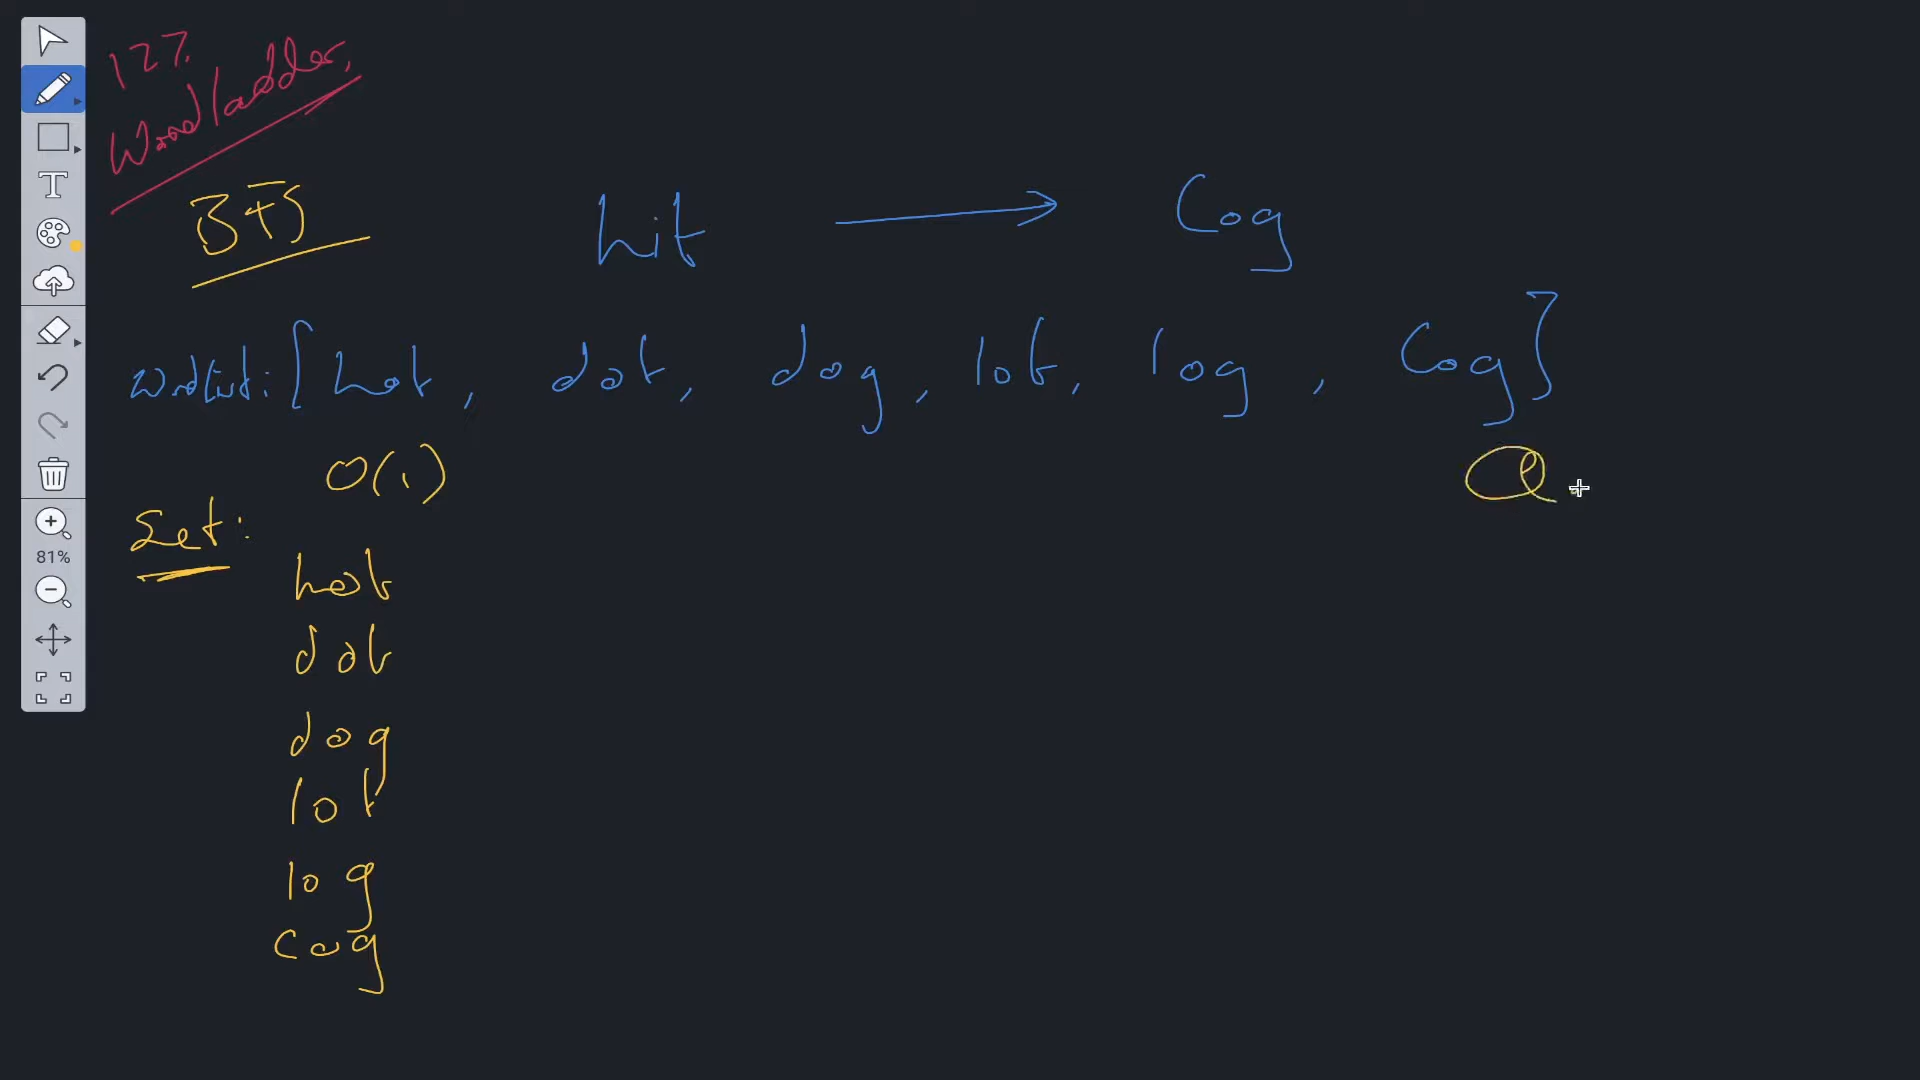 127.
Word ladder.
BFS
hit → Cog
wordList: [ hot, dot, dog, lot, log, Cog]
O(1)
Q
Set:
hot
dot
dog
lot
log
cog
81%